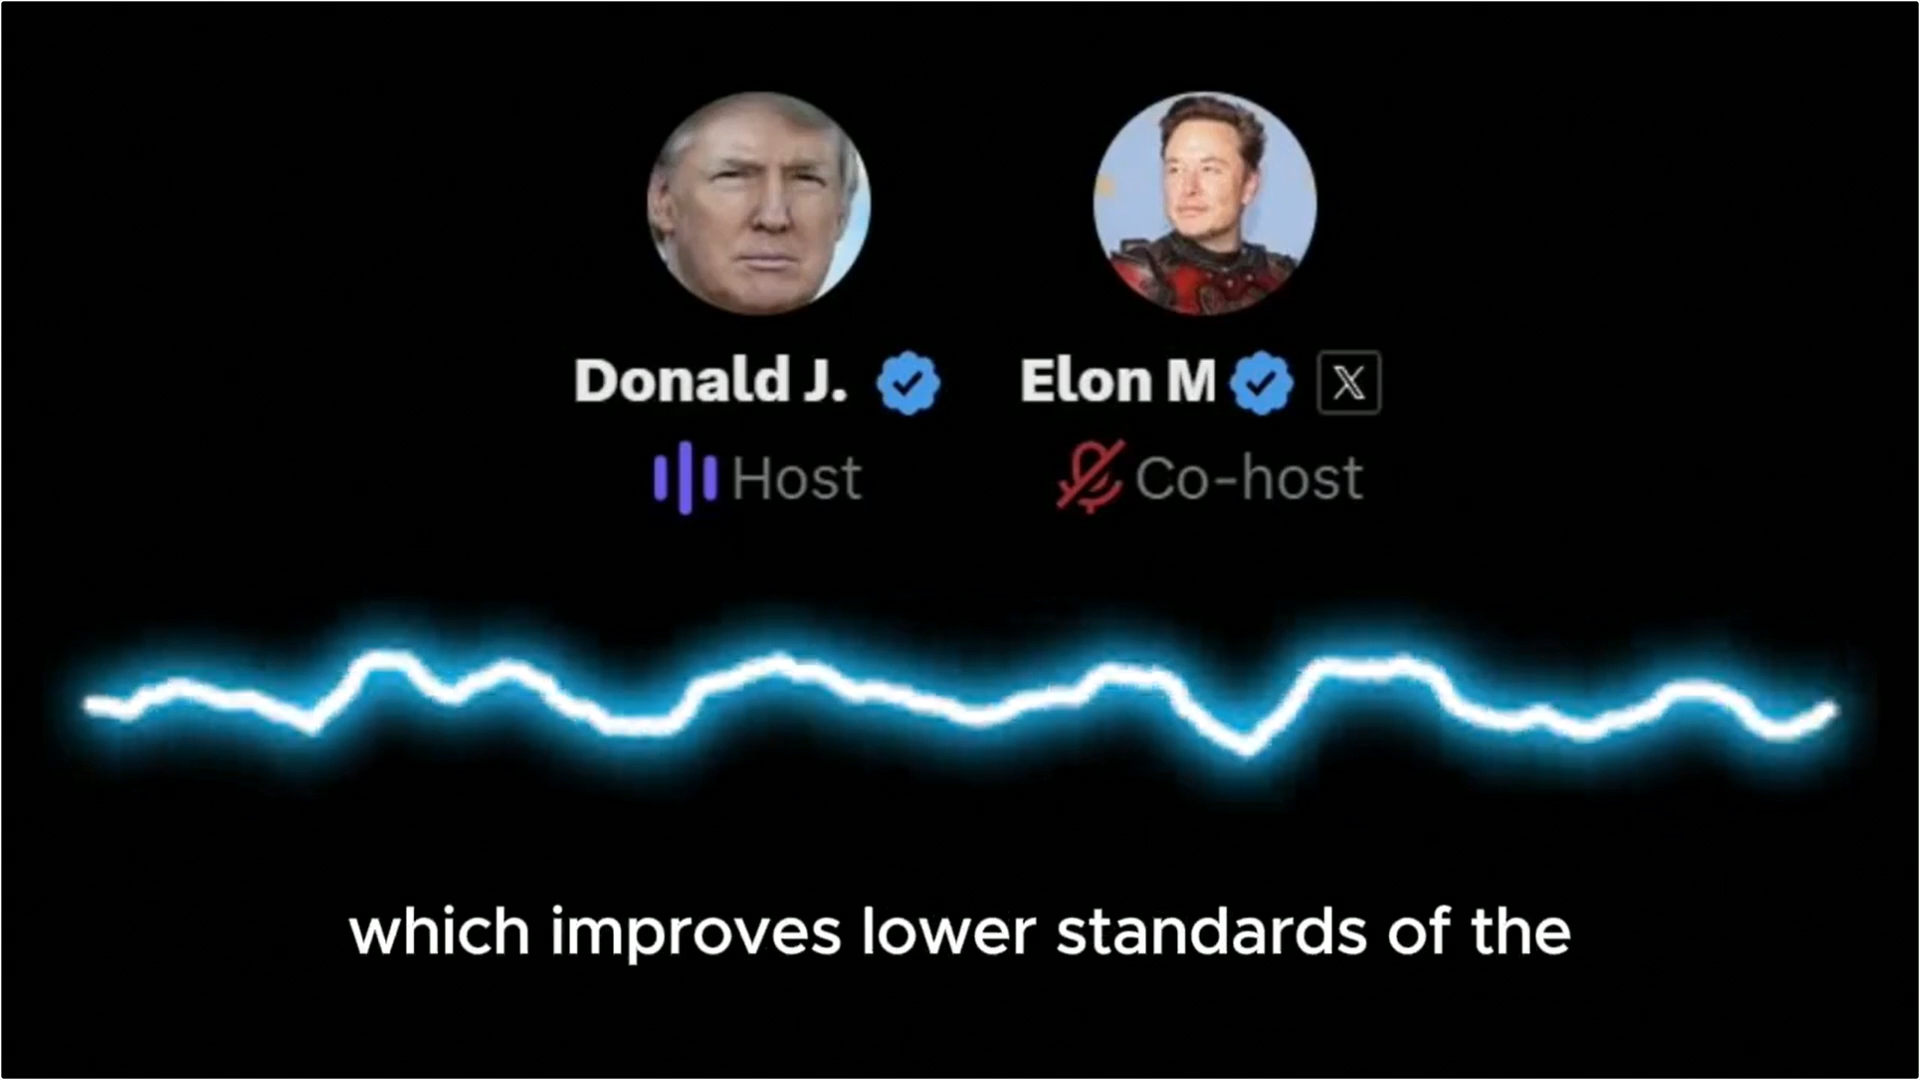 Donald J. Elon M X
Host Co-host
which improves lower standards of the